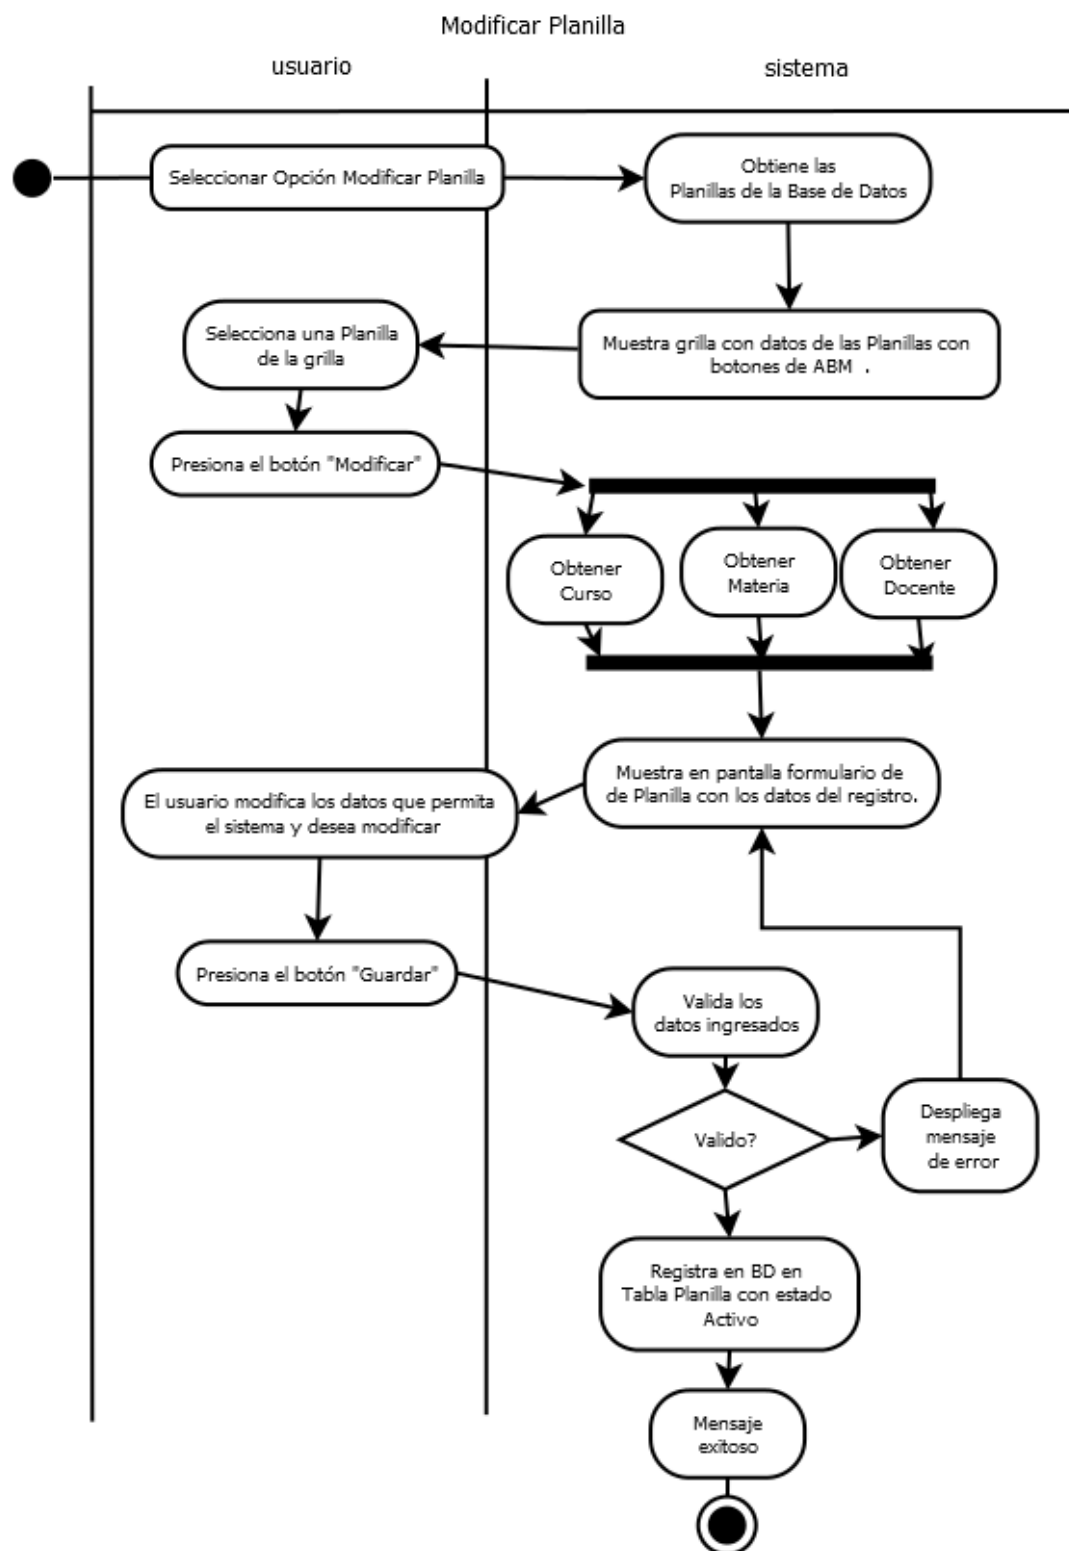 Modificar Planilla
usuario
sistema
Seleccionar Opción Modificar Planilla
Obtiene las
Planillas de la Base de Datos
Selecciona una Planilla
de la grilla
Muestra grilla con datos de las Planillas con
botones de ABM .
Presiona el botón "Modificar"
Obtener
Curso
Obtener
Materia
Obtener
Docente
Muestra en pantalla formulario de
de Planilla con los datos del registro.
El usuario modifica los datos que permita
el sistema y desea modificar
Presiona el botón "Guardar"
Valida los
datos ingresados
Valido?
Despliega
mensaje
de error
Registra en BD en
Tabla Planilla con estado
Activo
Mensaje
exitoso